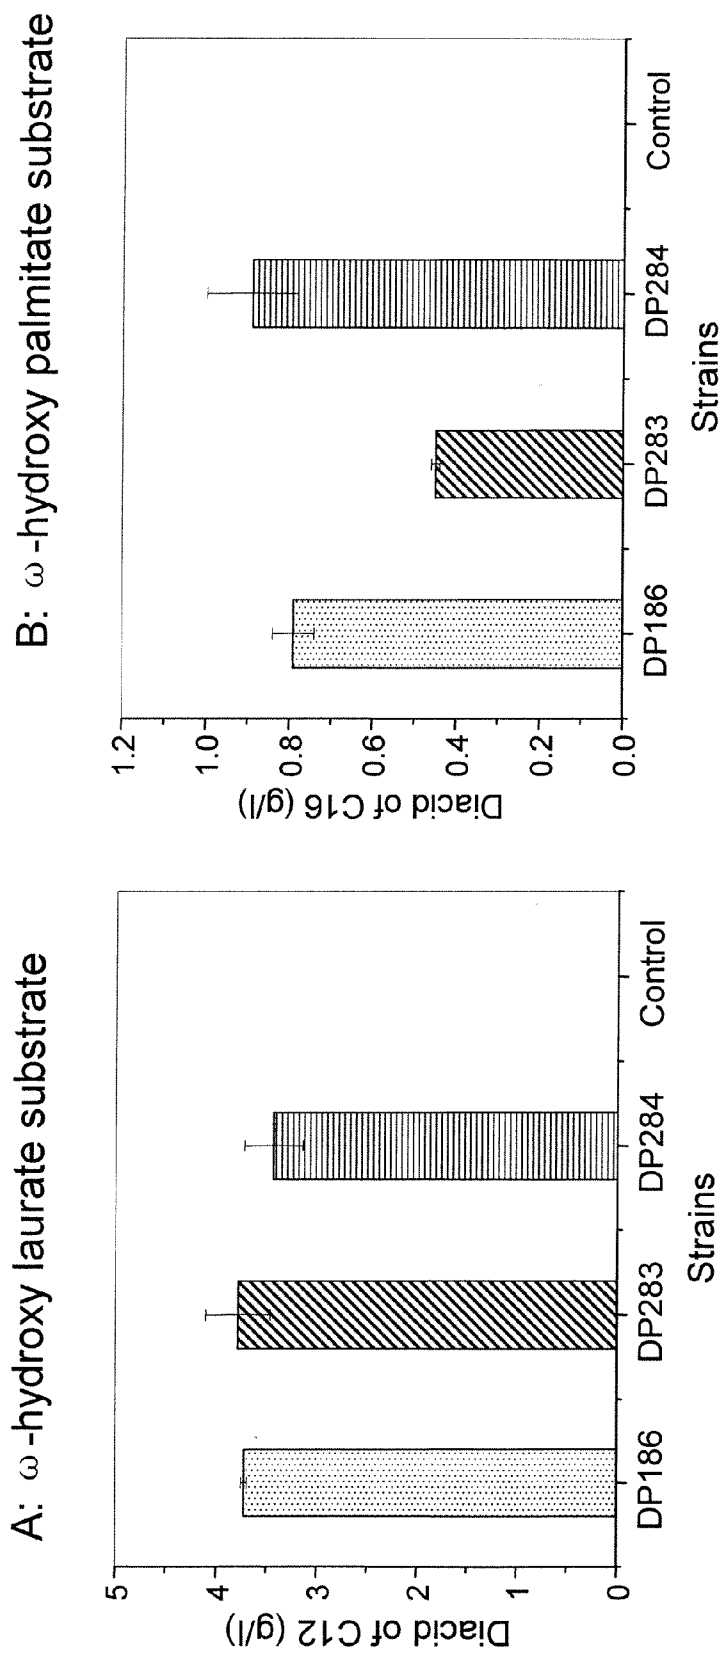 A: ω-hydroxy laurate substrate
Diacid of C12 (g/l)
5
4
3
2
1
0
DP186
DP283
DP284
Control
Strains
B: ω-hydroxy palmitate substrate
Diacid of C16 (g/l)
1.2
1.0
0.8
0.6
0.4
0.2
0.0
DP186
DP283
DP284
Control
Strains